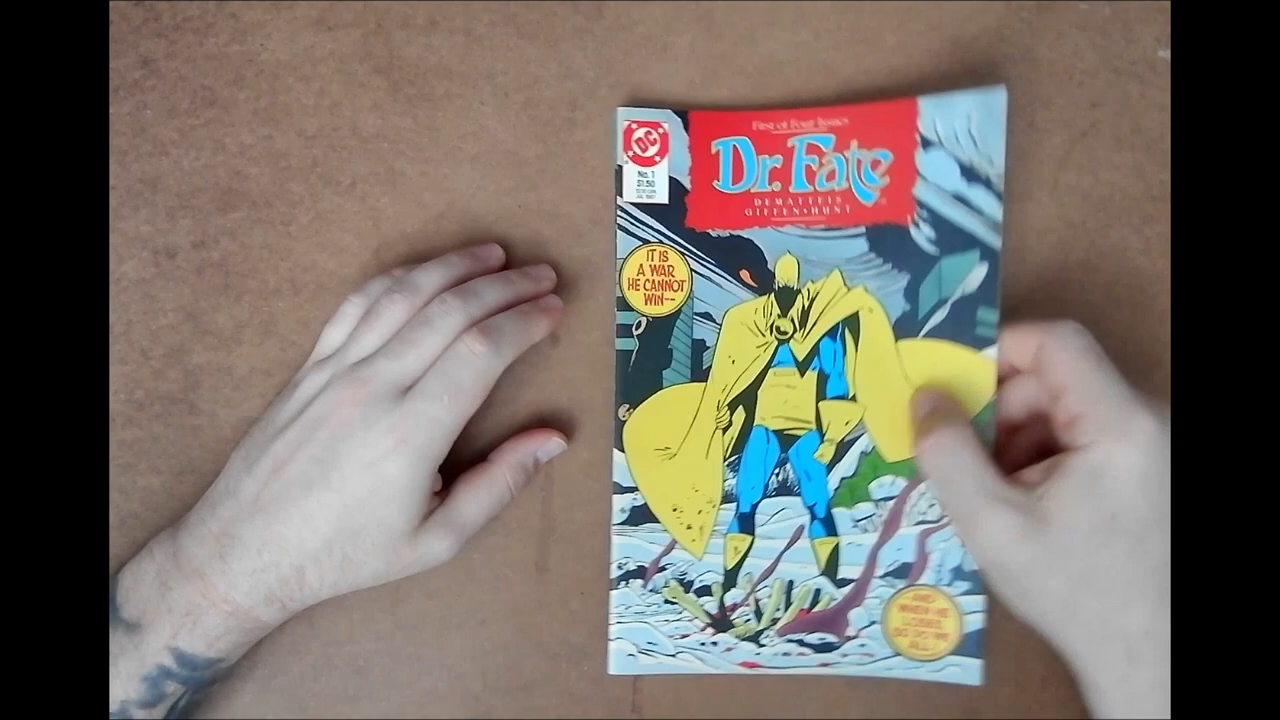 First of Four Issues
Dr. Fate
DEMATTEIS
GIFFEN•HUNT
DC
No. 1
$1.50
IT IS
A WAR
HE CANNOT
WIN--
AND
WHEN HE
LOSES,
SO DO WE
ALL!